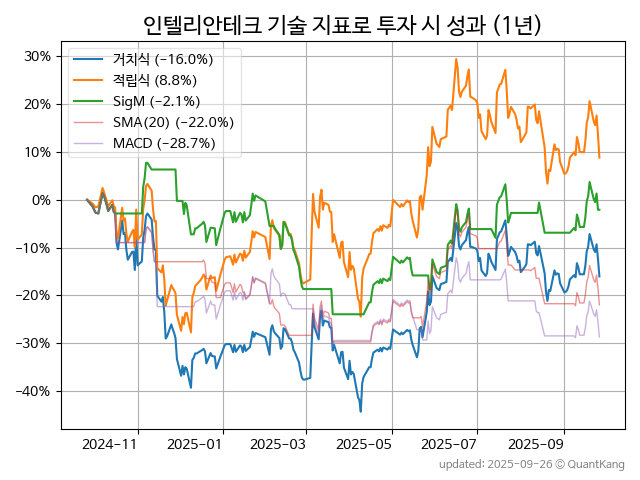 인텔리안테크 기술 지표로 투자 시 성과 (1년)
거치식 (−16.0%)
적립식 (8.8%)
SigM (−2.1%)
SMA(20) (−22.0%)
MACD (−28.7%)
30%
20%
10%
0%
−10%
−20%
−30%
−40%
2024-11 2025-01 2025-03 2025-05 2025-07 2025-09
updated: 2025-09-26 © QuantKang